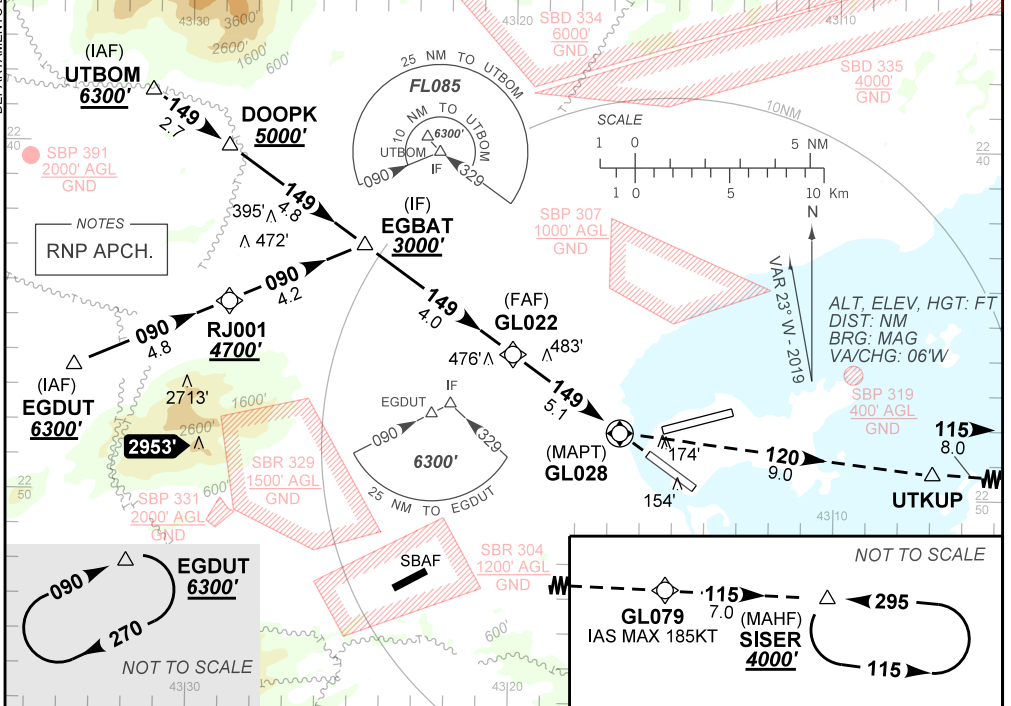 43|30
43|20
43|10
3600'
2600'
1600'
600'
SBD 334
6000'
GND
SBD 335
4000'
GND
(IAF)
UTBOM
6300'
149
2.7
DOOPK
5000'
25 NM TO UTBOM
FL085
10 NM TO UTBOM
6300'
UTBOM
IF
090
329
10NM
SCALE
1 0 5 NM
1 0 5 10 Km
22
40
22
40
SBP 391
2000' AGL
GND
NOTES
RNP APCH.
149
4.8
395'
472'
(IF)
EGBAT
3000'
SBP 307
1000' AGL
GND
N
VAR 23° W - 2019
ALT, ELEV, HGT: FT
DIST: NM
BRG: MAG
VA/CHG: 06'W
090
4.2
RJ001
4700'
090
4.8
(IAF)
EGDUT
6300'
149
4.0
(FAF)
GL022
476'
483'
149
5.1
SBP 319
400' AGL
GND
2713'
1600'
2600'
2953'
600'
EGDUT
IF
090
329
6300'
25 NM TO EGDUT
(MAPT)
GL028
174'
154'
120
9.0
115
8.0
UTKUP
SBR 329
1500' AGL
GND
SBP 331
2000' AGL
GND
22
50
22
50
43|10
SBAF
SBR 304
1200' AGL
GND
090
270
EGDUT
6300'
NOT TO SCALE
43|30
600'
43|20
NOT TO SCALE
GL079
IAS MAX 185KT
115
7.0
(MAHF)
SISER
4000'
295
115